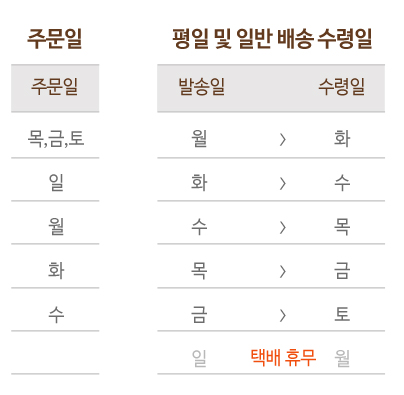 주문일 평일 및 일반 배송 수령일
주문일 발송일 수령일
목,금,토 월 > 화
일 화 > 수
월 수 > 목
화 목 > 금
수 금 > 토
일 택배 휴무 월